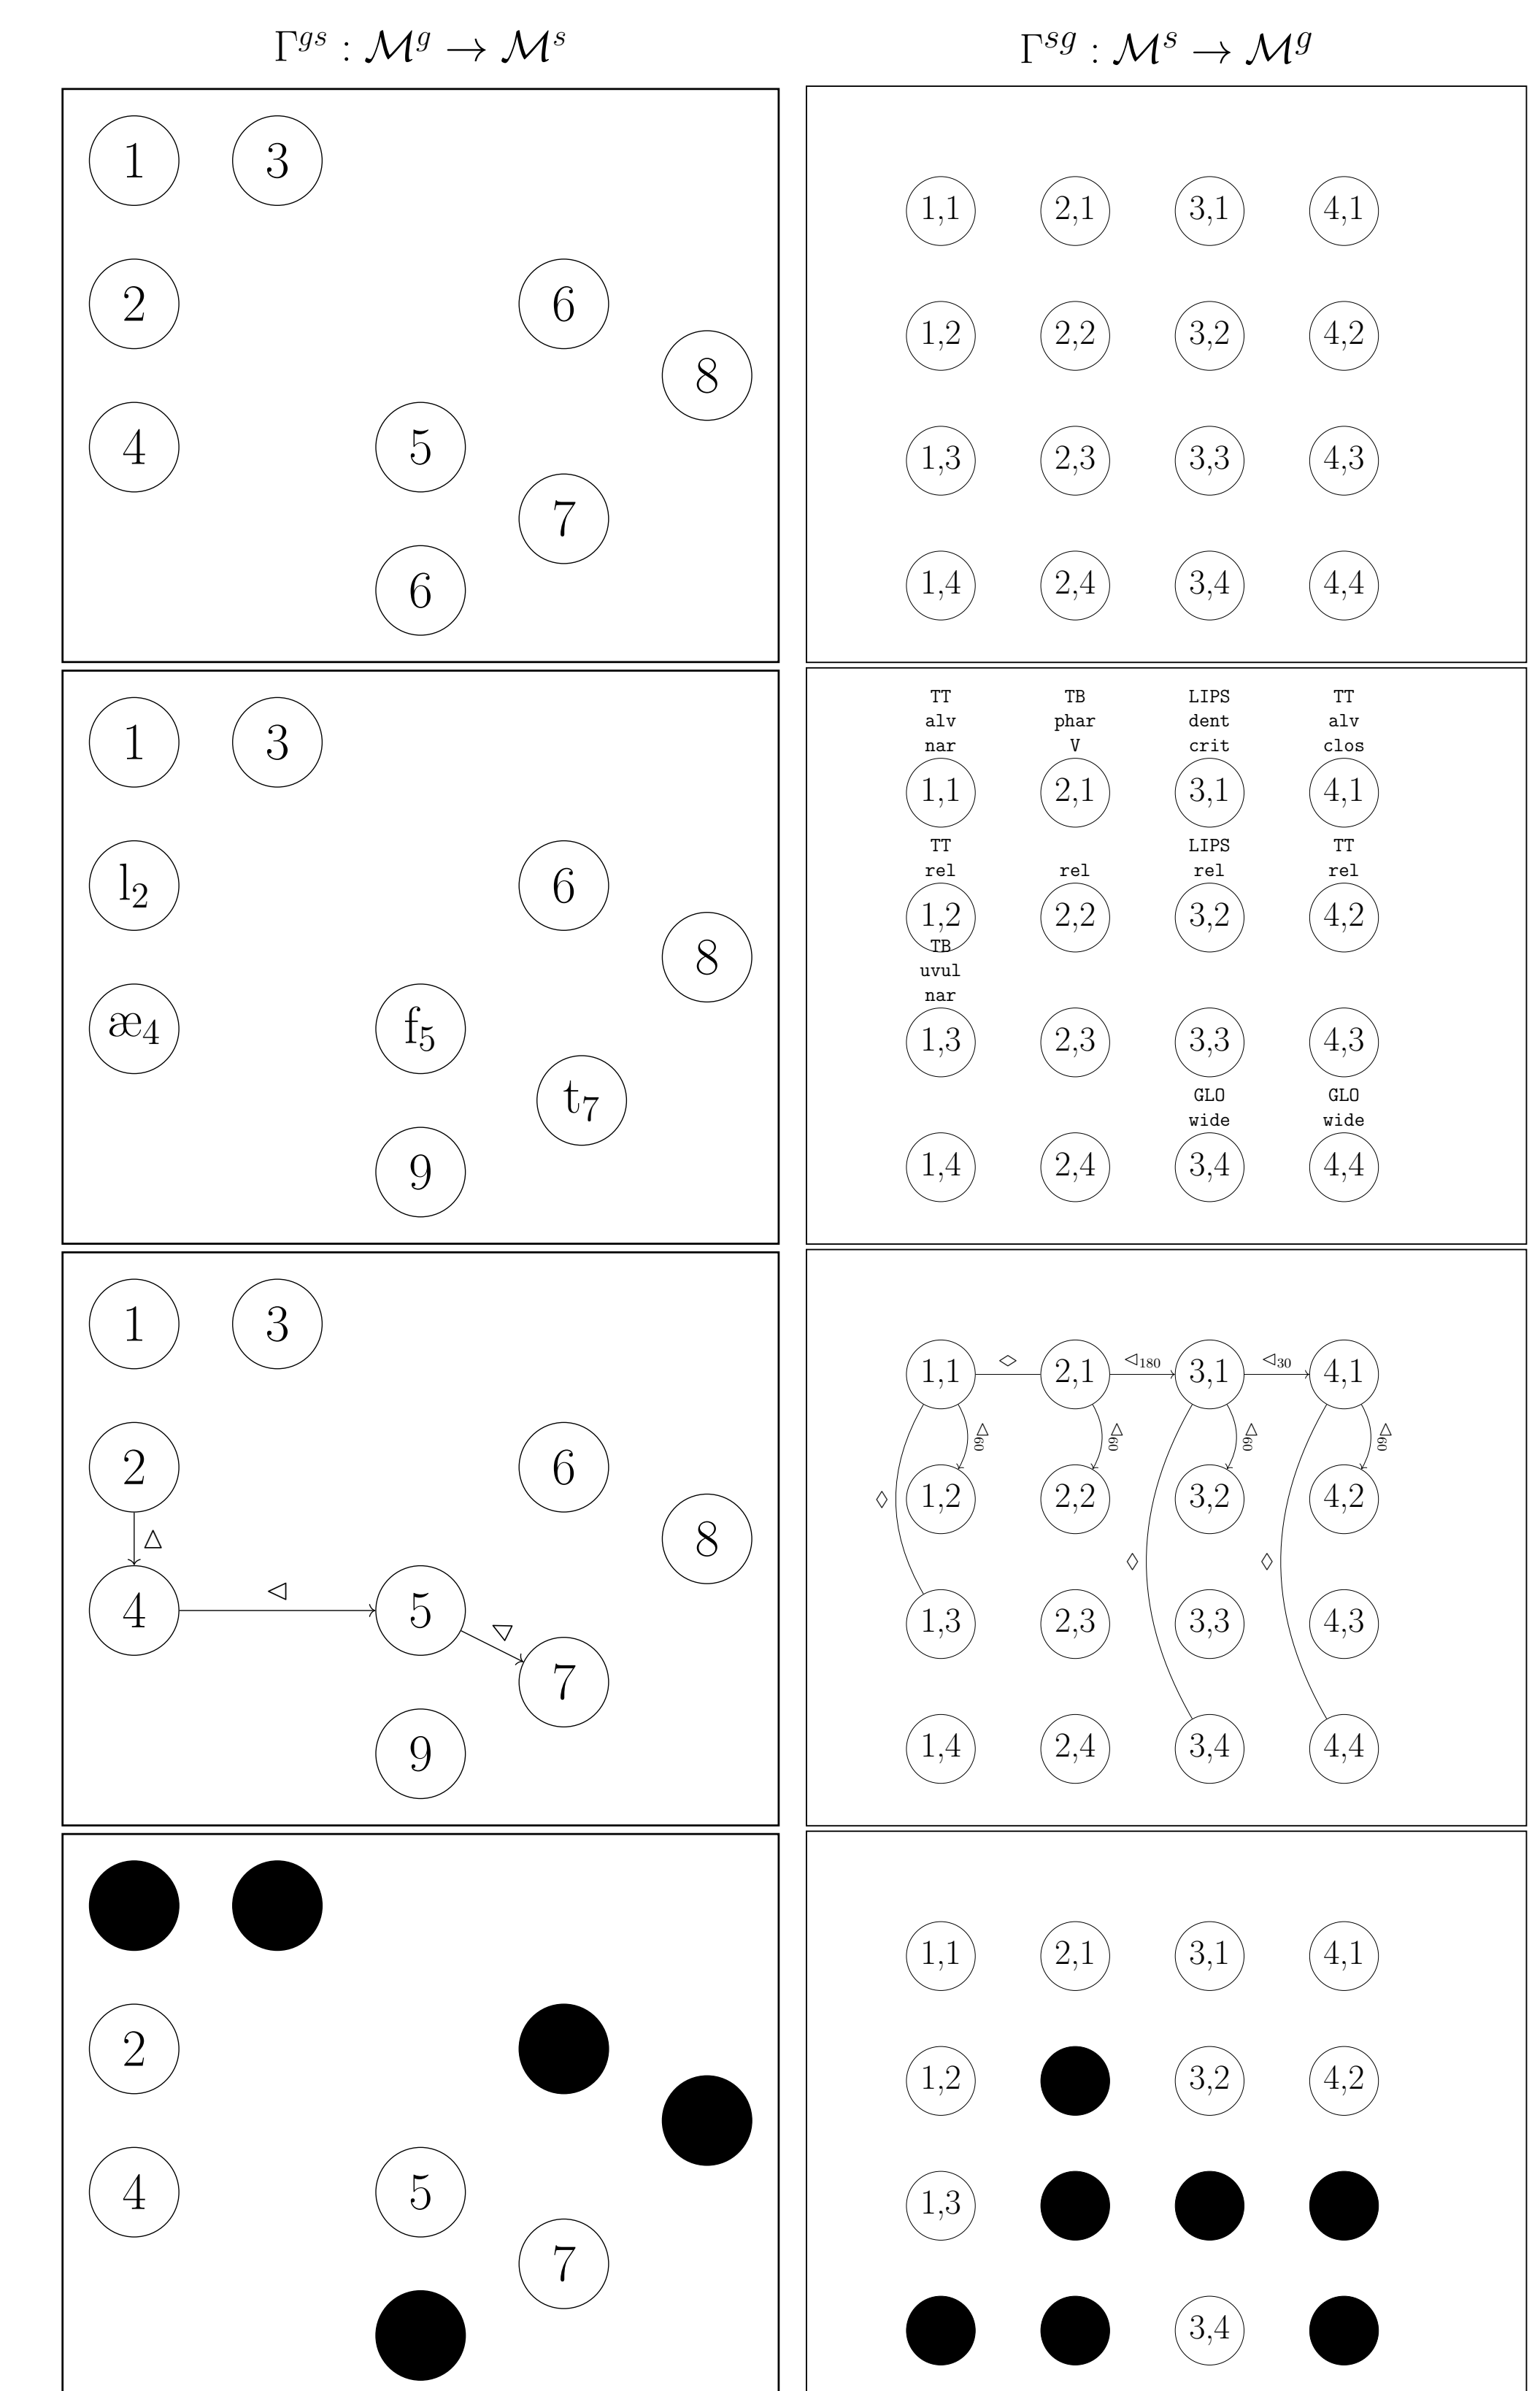 Γ^{gs} : ℳ^g → ℳ^s
Γ^{sg} : ℳ^s → ℳ^g
1 3
2 6
8
4 5
7
6
1,1 2,1 3,1 4,1
1,2 2,2 3,2 4,2
1,3 2,3 3,3 4,3
1,4 2,4 3,4 4,4
1 3
l₂ 6
8
æ₄ f₅
t₇
9
TT TB LIPS TT
alv phar dent alv
nar V crit clos
1,1 2,1 3,1 4,1
TT LIPS TT
rel rel rel rel
1,2 2,2 3,2 4,2
TB
uvul
nar
1,3 2,3 3,3 4,3
GLO GLO
wide wide
1,4 2,4 3,4 4,4
1 3
2 6
8
◁
4 ◁ 5
◁
7
9
1,1 ◇ 2,1 ◁₁₈₀ 3,1 ◁₃₀ 4,1
◁₆₀ ◁₆₀ ◁₆₀ ◁₆₀
◇ 1,2 2,2 3,2 4,2
◇ ◇
1,3 2,3 3,3 4,3
1,4 2,4 3,4 4,4
2
4 5
7
1,1 2,1 3,1 4,1
1,2 3,2 4,2
1,3
3,4